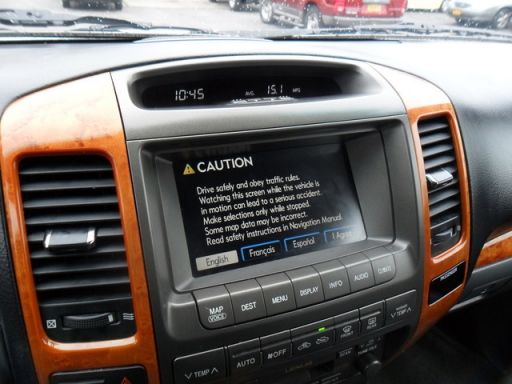 10:45 AVG. 15.1 MPG
CAUTION
Drive safely and obey traffic rules.
Watching this screen while the vehicle is
in motion can lead to a serious accident.
Make selections only while stopped.
Some map data may be incorrect.
Read safety instructions in Navigation Manual.
English Français Español I Agree
MAP VOICE DEST MENU DISPLAY INFO AUDIO CLIMATE
TEMP AUTO OFF FRONT REAR TEMP